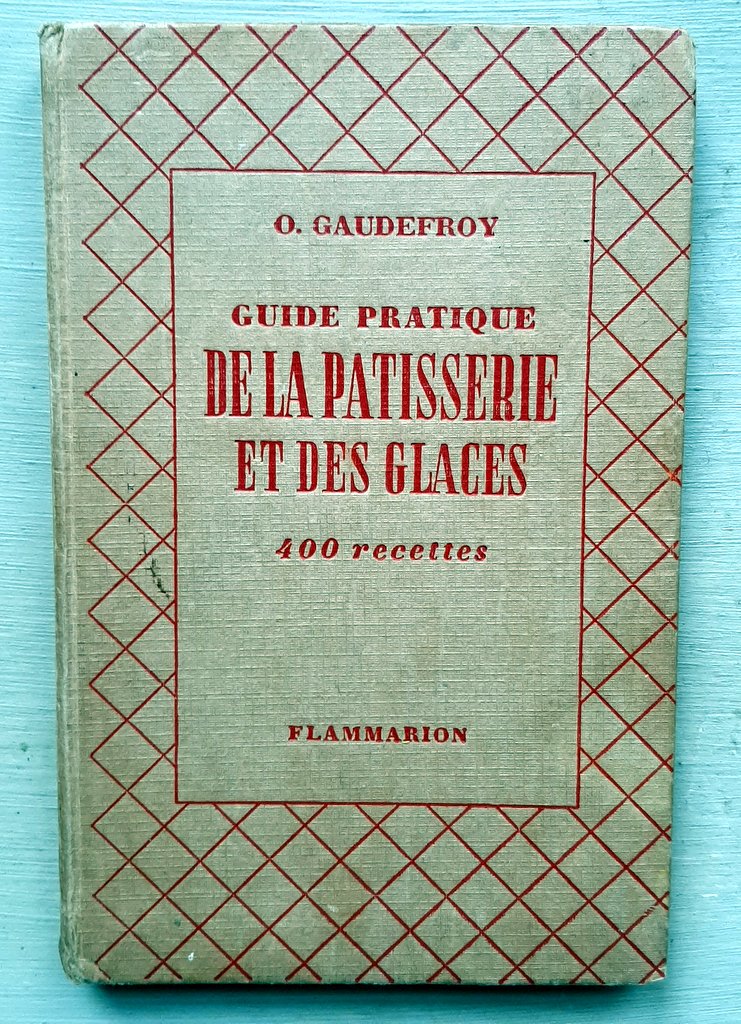 O. GAUDEFROY
GUIDE PRATIQUE
DE LA PATISSERIE
ET DES GLACES
400 recettes
FLAMMARION